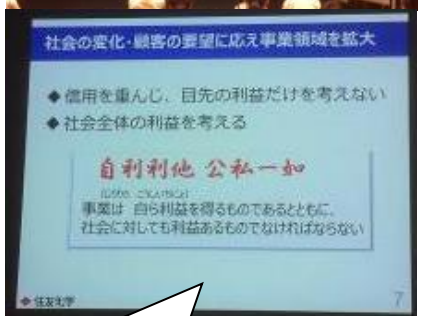 社会の変化・顧客の要望に応え事業領域を拡大
◆信用を重んじ、目先の利益だけを考えない
◆社会全体の利益を考える
自利利他 公私一如
事業は 自ら利益を得るものであるとともに、
社会に対しても利益あるものでなければならない
住友化学
7